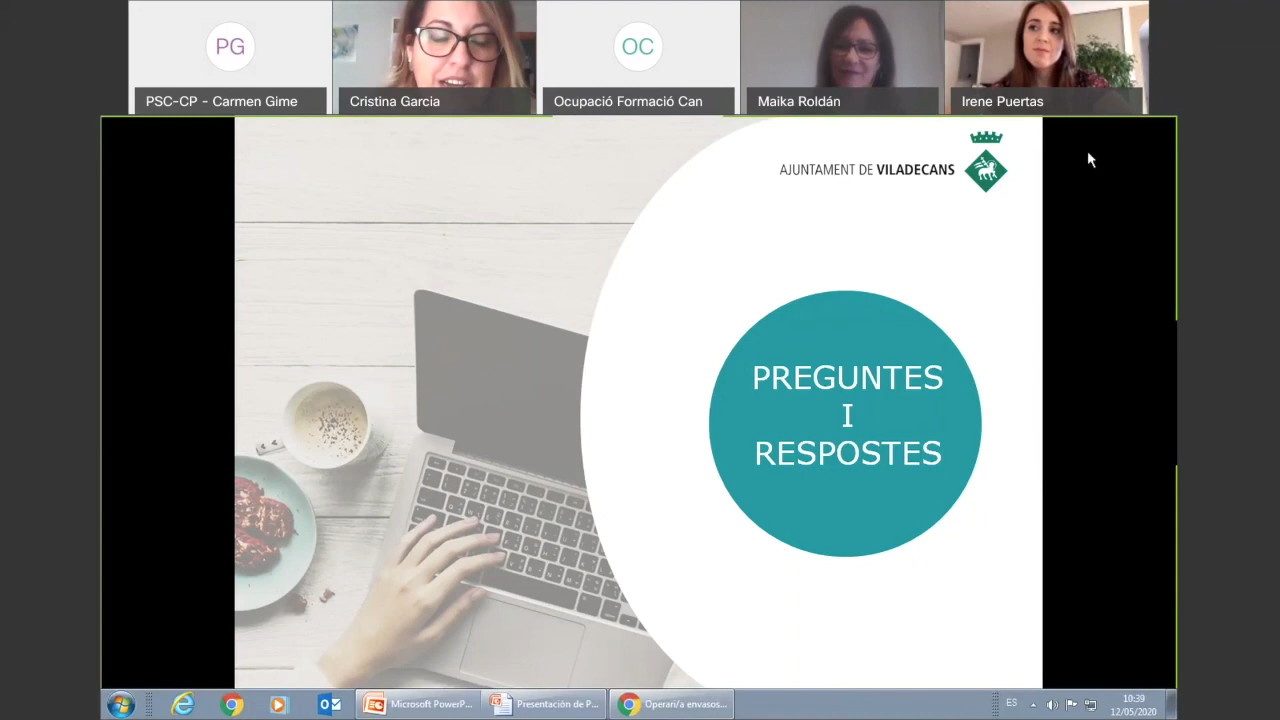 PG
OC
PSC-CP - Carmen Gime
Cristina Garcia
Ocupació Formació Can
Maika Roldán
Irene Puertas
AJUNTAMENT DE VILADECANS
PREGUNTES
I
RESPOSTES
Microsoft PowerP...
Presentación de P...
Operari/a envasos...
ES
10:39
12/05/2020